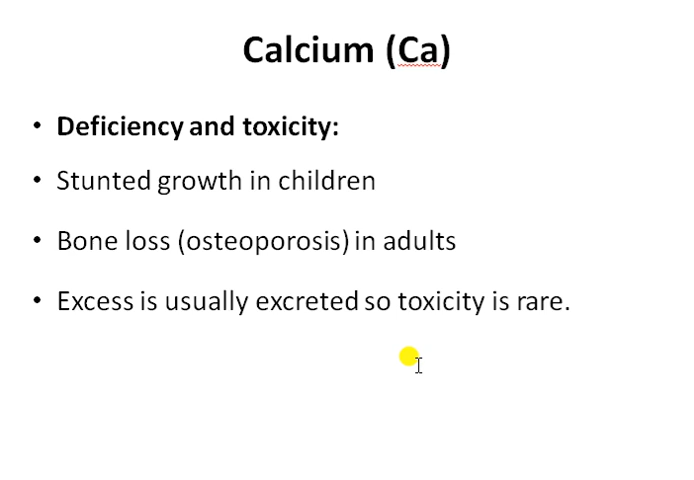 Calcium (Ca)
• Deficiency and toxicity:
• Stunted growth in children
• Bone loss (osteoporosis) in adults
• Excess is usually excreted so toxicity is rare.